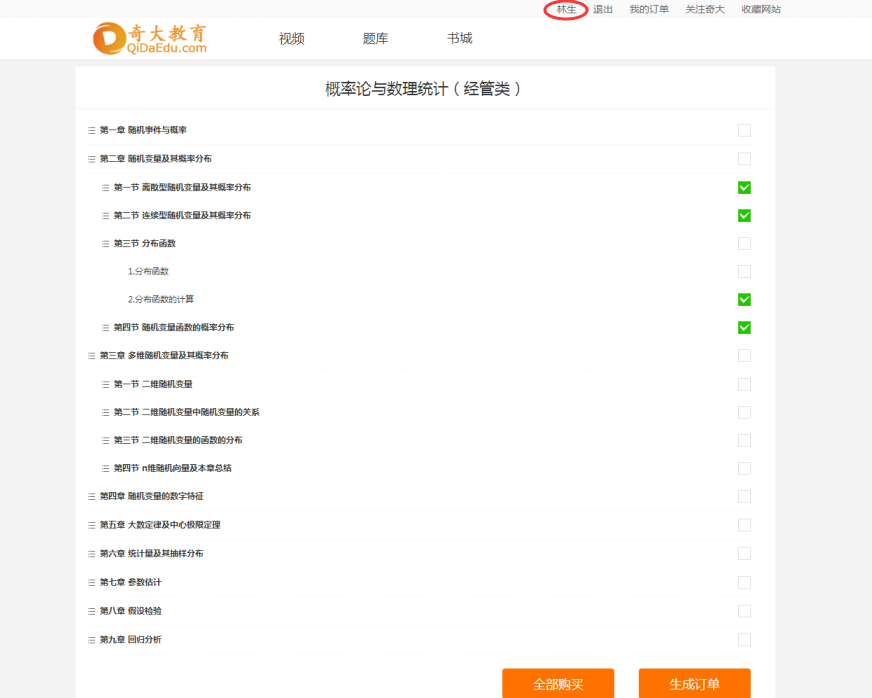 林生 退出 我的订单 关注奇大 收藏网站
奇大教育
QiDaEdu.com
视频 题库 书城
概率论与数理统计（经管类）
第一章 随机事件与概率
第二章 随机变量及其概率分布
第一节 离散型随机变量及其概率分布
第二节 连续型随机变量及其概率分布
第三节 分布函数
1.分布函数
2.分布函数的计算
第四节 随机变量函数的概率分布
第三章 多维随机变量及其概率分布
第一节 二维随机变量
第二节 二维随机变量中随机变量的关系
第三节 二维随机变量的函数的分布
第四节 n维随机向量及本章总结
第四章 随机变量的数字特征
第五章 大数定律及中心极限定理
第六章 统计量及其抽样分布
第七章 参数估计
第八章 假设检验
第九章 回归分析
全部购买 生成订单